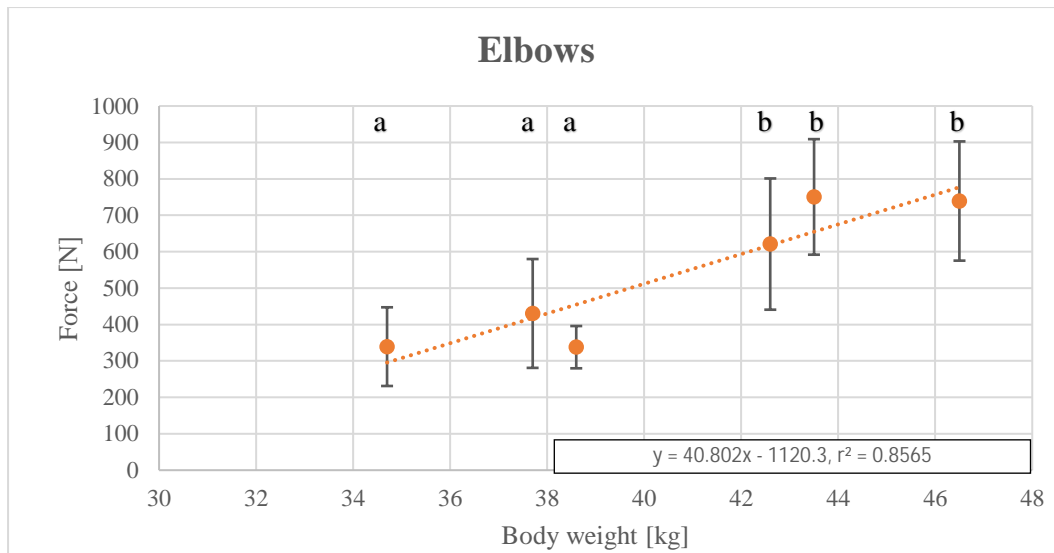 Elbows
1000
900
800
700
600
500
400
300
200
100
0
a a a b b b
Force [N]
y = 40.802x - 1120.3, r² = 0.8565
30 32 34 36 38 40 42 44 46 48
Body weight [kg]